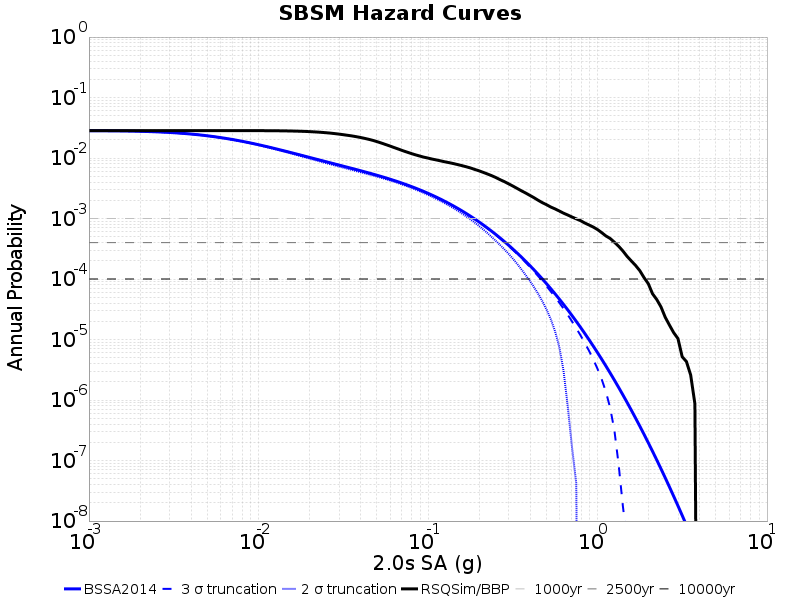 SBSM Hazard Curves
10^0
10^-1
10^-2
10^-3
10^-4
10^-5
10^-6
10^-7
10^-8
Annual Probability
10^-3 10^-2 10^-1 10^0 10^1
2.0s SA (g)
BSSA2014 3 σ truncation 2 σ truncation RSQSim/BBP 1000yr 2500yr 10000yr